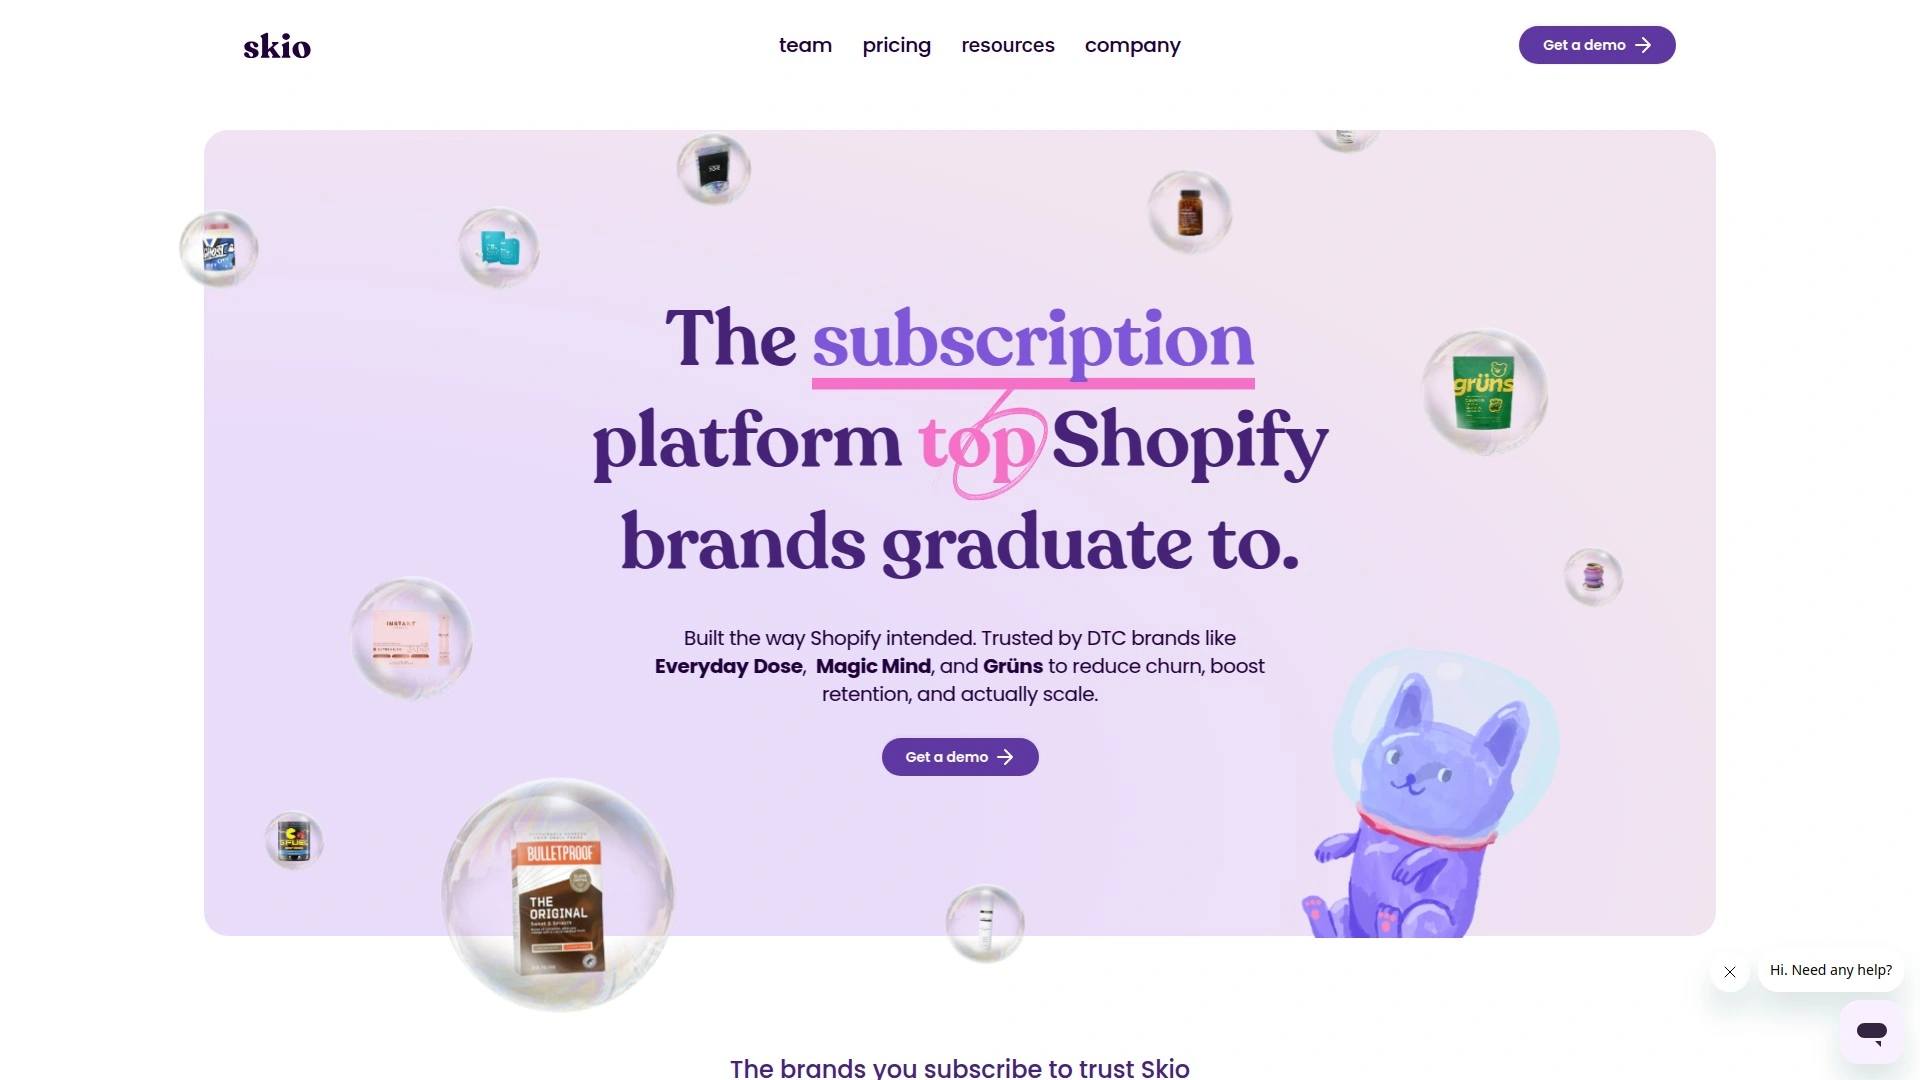 skio
team
pricing
resources
company
Get a demo
The subscription
platform top Shopify
brands graduate to.
Built the way Shopify intended. Trusted by DTC brands like
Everyday Dose, Magic Mind, and Grüns to reduce churn, boost
retention, and actually scale.
Get a demo
GHOST
grüns
INSTANT
GFUEL
BULLETPROOF
THE
ORIGINAL
Hi. Need any help?
The brands you subscribe to trust Skio